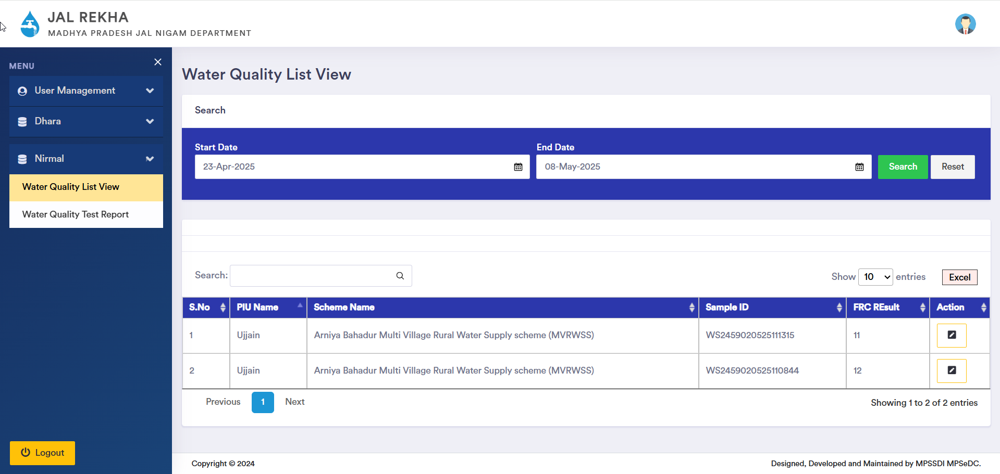 JAL REKHA
MADHYA PRADESH JAL NIGAM DEPARTMENT
MENU
User Management
Dhara
Nirmal
Water Quality List View
Water Quality Test Report
Logout
Water Quality List View
Search
Start Date End Date
23-Apr-2025 08-May-2025 Search Reset
Search: Show 10 entries Excel
S.No PIU Name Scheme Name Sample ID FRC REsult Action
1 Ujjain Arniya Bahadur Multi Village Rural Water Supply scheme (MVRWSS) WS2459020525111315 11
2 Ujjain Arniya Bahadur Multi Village Rural Water Supply scheme (MVRWSS) WS2459020525110844 12
Previous 1 Next Showing 1 to 2 of 2 entries
Copyright © 2024 Designed, Developed and Maintained by MPSSDI MPSeDC.